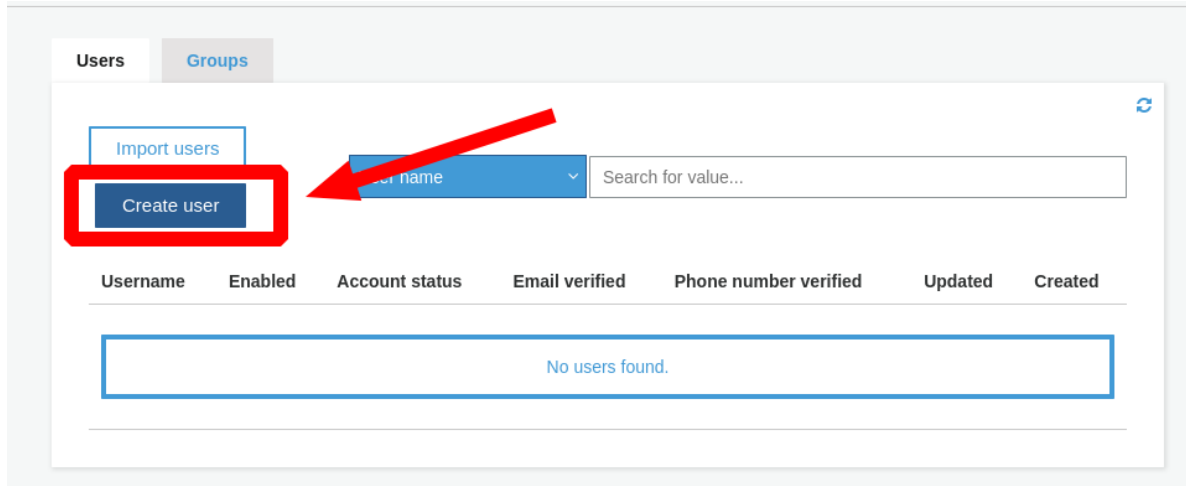 Users Groups
Import users
Create user
name Search for value...
Username Enabled Account status Email verified Phone number verified Updated Created
No users found.